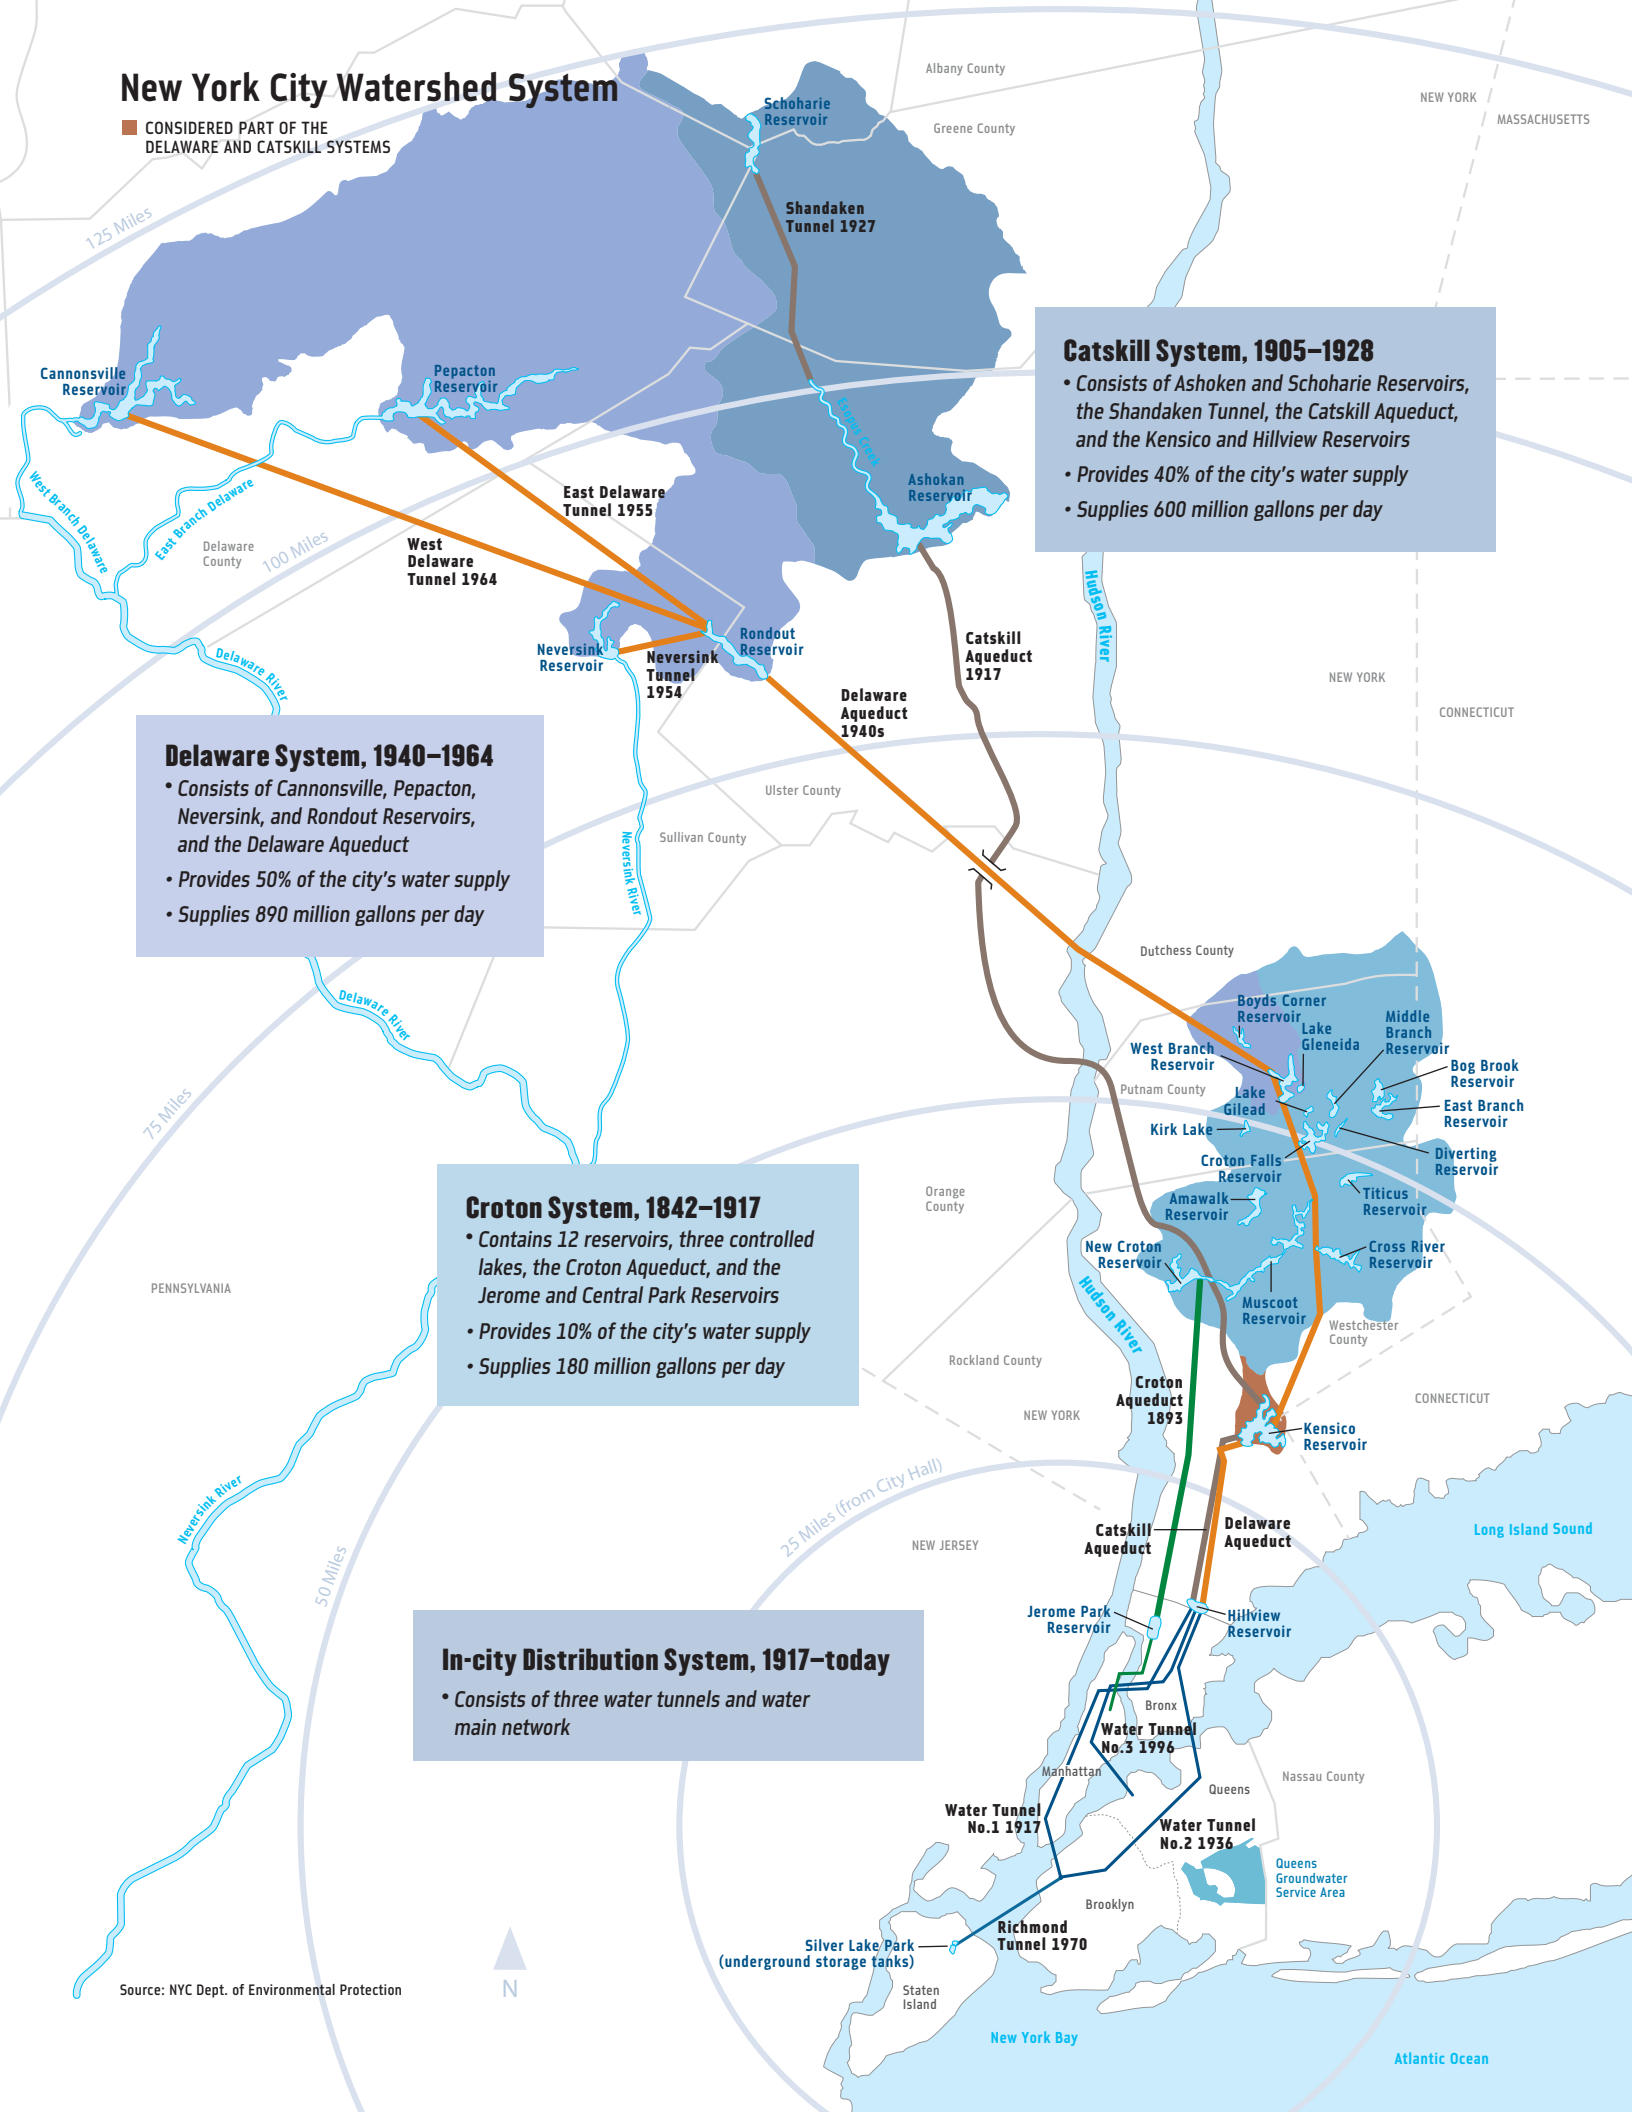 New York City Watershed System
CONSIDERED PART OF THE
DELAWARE AND CATSKILL SYSTEMS
125 Miles
Albany County
Greene County
NEW YORK
MASSACHUSETTS
Schoharie
Reservoir
Shandaken
Tunnel 1927
Catskill System, 1905–1928
• Consists of Ashoken and Schoharie Reservoirs,
the Shandaken Tunnel, the Catskill Aqueduct,
and the Kensico and Hillview Reservoirs
• Provides 40% of the city's water supply
• Supplies 600 million gallons per day
Cannonsville
Reservoir
Pepacton
Reservoir
Esopus Creek
Ashokan
Reservoir
West Branch Delaware
East Branch Delaware
Delaware
County
100 Miles
East Delaware
Tunnel 1955
West
Delaware
Tunnel 1964
Hudson River
Neversink
Reservoir
Neversink
Tunnel
1954
Rondout
Reservoir
Catskill
Aqueduct
1917
Delaware
Aqueduct
1940s
Delaware River
NEW YORK
CONNECTICUT
Delaware System, 1940–1964
• Consists of Cannonsville, Pepacton,
Neversink, and Rondout Reservoirs,
and the Delaware Aqueduct
• Provides 50% of the city's water supply
• Supplies 890 million gallons per day
Ulster County
Sullivan County
Neversink River
Dutchess County
Delaware River
Boyds Corner
Reservoir
Lake
Gleneida
Middle
Branch
Reservoir
West Branch
Reservoir
Bog Brook
Reservoir
Putnam County
Lake
Gilead
East Branch
Reservoir
Kirk Lake
Croton Falls
Reservoir
Diverting
Reservoir
75 Miles
Orange
County
Amawalk
Reservoir
Titicus
Reservoir
New Croton
Reservoir
Cross River
Reservoir
Muscoot
Reservoir
Croton System, 1842–1917
• Contains 12 reservoirs, three controlled
lakes, the Croton Aqueduct, and the
Jerome and Central Park Reservoirs
• Provides 10% of the city's water supply
• Supplies 180 million gallons per day
PENNSYLVANIA
Hudson River
Westchester
County
Rockland County
Croton
Aqueduct
1893
NEW YORK
CONNECTICUT
Kensico
Reservoir
Neversink River
50 Miles
25 Miles (from City Hall)
NEW JERSEY
Catskill
Aqueduct
Delaware
Aqueduct
Long Island Sound
Jerome Park
Reservoir
Hillview
Reservoir
In-city Distribution System, 1917–today
• Consists of three water tunnels and water
main network
Bronx
Water Tunnel
No.3 1996
Manhattan
Queens
Nassau County
Water Tunnel
No.1 1917
Water Tunnel
No.2 1936
Queens
Groundwater
Service Area
Brooklyn
Richmond
Tunnel 1970
Silver Lake Park
(underground storage tanks)
Staten
Island
N
Source: NYC Dept. of Environmental Protection
New York Bay
Atlantic Ocean